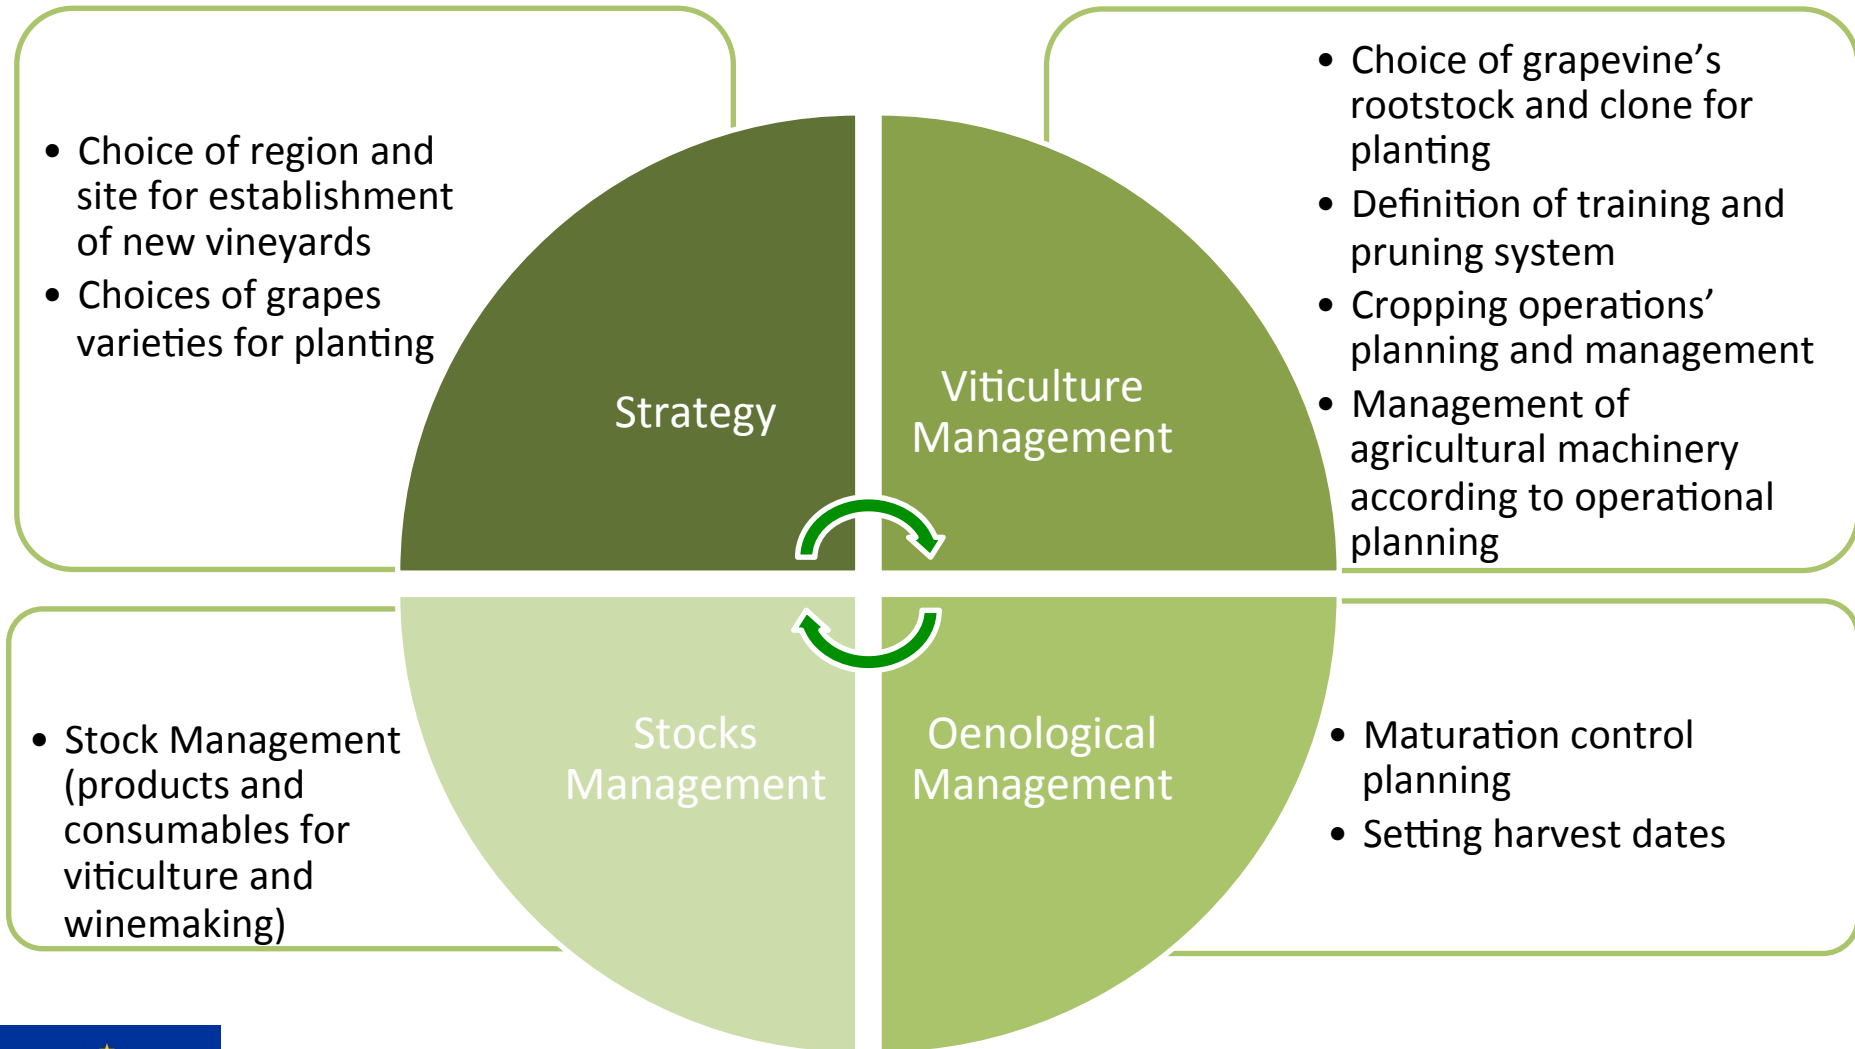 • Choice of region and
site for establishment
of new vineyards
• Choices of grapes
varieties for planting
Strategy
• Choice of grapevine’s
rootstock and clone for
planting
• Definition of training and
pruning system
• Cropping operations’
planning and management
• Management of
agricultural machinery
according to operational
planning
Viticulture
Management
• Stock Management
(products and
consumables for
viticulture and
winemaking)
Stocks
Management
Oenological
Management
• Maturation control
planning
• Setting harvest dates